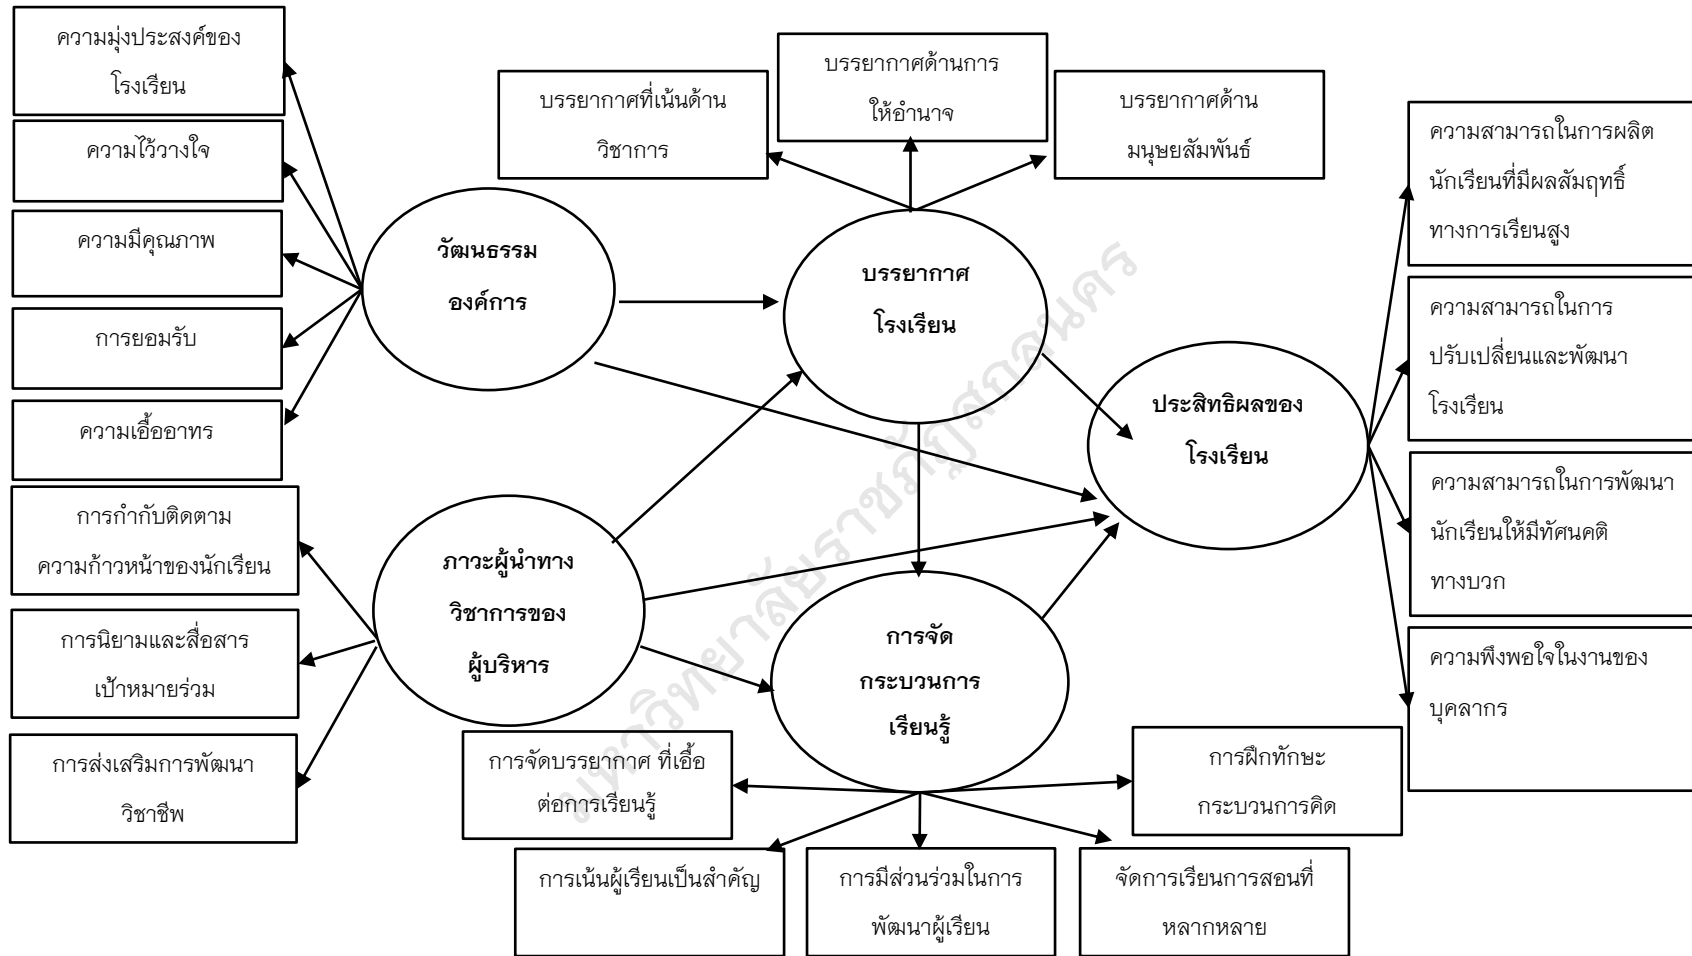 ความมุ่งประสงค์ของ
โรงเรียน
ความไว้วางใจ
ความมีคุณภาพ
การยอมรับ
ความเอื้ออาทร
การกำกับติดตาม
ความก้าวหน้าของนักเรียน
การนิยามและสื่อสาร
เป้าหมายร่วม
การส่งเสริมการพัฒนา
วิชาชีพ
วัฒนธรรม
องค์การ
ภาวะผู้นำทาง
วิชาการของ
ผู้บริหาร
บรรยากาศที่เน้นด้าน
วิชาการ
บรรยากาศด้านการ
ให้อำนาจ
บรรยากาศด้าน
มนุษยสัมพันธ์
บรรยากาศ
โรงเรียน
การจัด
กระบวนการ
เรียนรู้
การจัดบรรยากาศ ที่เอื้อ
ต่อการเรียนรู้
การเน้นผู้เรียนเป็นสำคัญ
การมีส่วนร่วมในการ
พัฒนาผู้เรียน
จัดการเรียนการสอนที่
หลากหลาย
การฝึกทักษะ
กระบวนการคิด
ประสิทธิผลของ
โรงเรียน
ความสามารถในการผลิต
นักเรียนที่มีผลสัมฤทธิ์
ทางการเรียนสูง
ความสามารถในการ
ปรับเปลี่ยนและพัฒนา
โรงเรียน
ความสามารถในการพัฒนา
นักเรียนให้มีทัศนคติ
ทางบวก
ความพึงพอใจในงานของ
บุคลากร
มหาวิทยาลัยราชภัฏสกลนคร